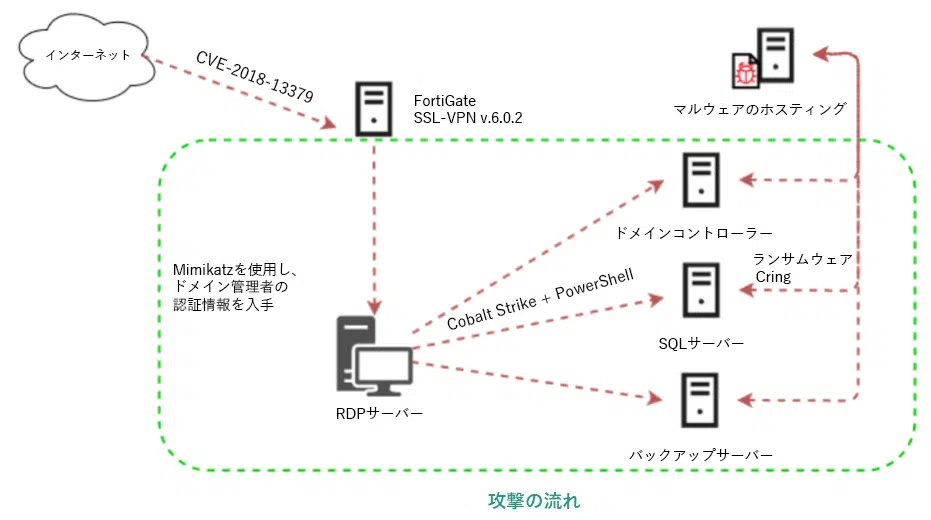 インターネット
CVE-2018-13379
FortiGate
SSL-VPN v.6.0.2
マルウェアのホスティング
ドメインコントローラー
Mimikatzを使用し、
ドメイン管理者の
認証情報を入手
ランサムウェア
Cring
Cobalt Strike + PowerShell
SQLサーバー
RDPサーバー
バックアップサーバー
攻撃の流れ